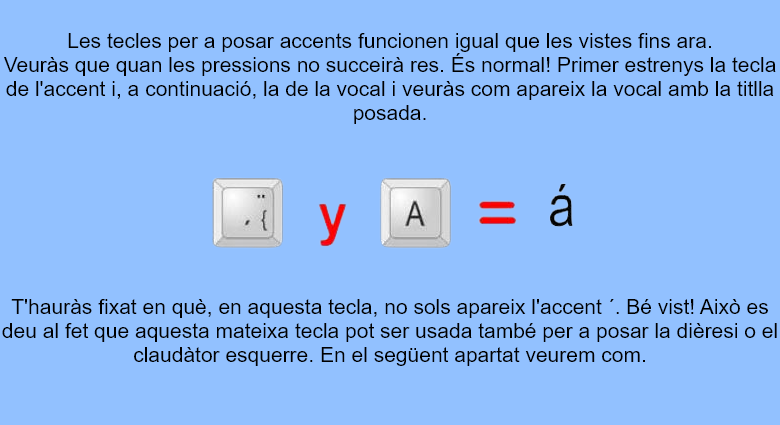 Les tecles per a posar accents funcionen igual que les vistes fins ara.
Veuràs que quan les pressions no succeirà res. És normal! Primer estrenys la tecla
de l'accent i, a continuació, la de la vocal i veuràs com apareix la vocal amb la titlla
posada.
¨ ´ { y A = á
T'hauràs fixat en què, en aquesta tecla, no sols apareix l'accent ´. Bé vist! Això es
deu al fet que aquesta mateixa tecla pot ser usada també per a posar la dièresi o el
claudàtor esquerre. En el següent apartat veurem com.